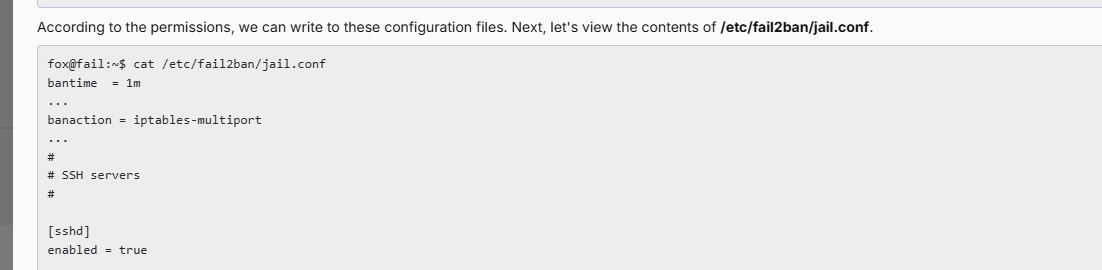 According to the permissions, we can write to these configuration files. Next, let's view the contents of /etc/fail2ban/jail.conf.
fox@fail:~$ cat /etc/fail2ban/jail.conf
bantime  = 1m
...
banaction = iptables-multiport
...
#
# SSH servers
#
[sshd]
enabled = true